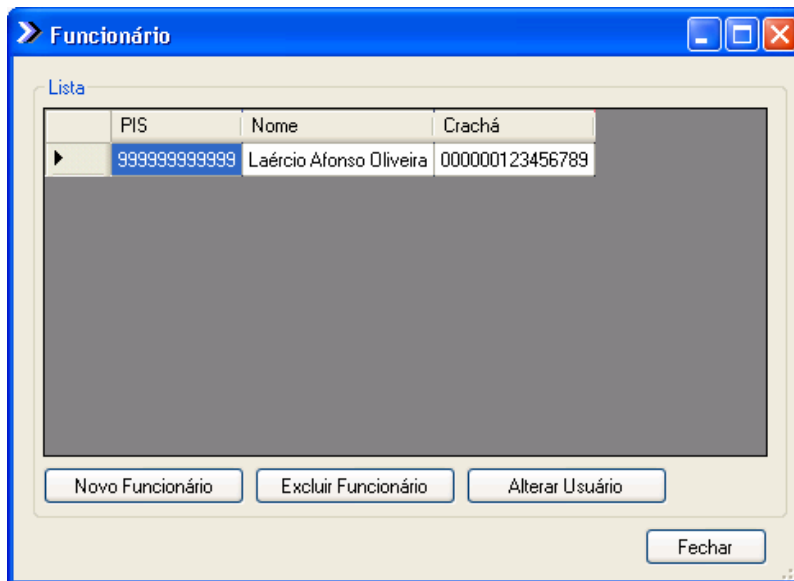 Funcionário
Lista
PIS Nome Crachá
999999999999 Laércio Afonso Oliveira 000000123456789
Novo Funcionário Excluir Funcionário Alterar Usuário
Fechar